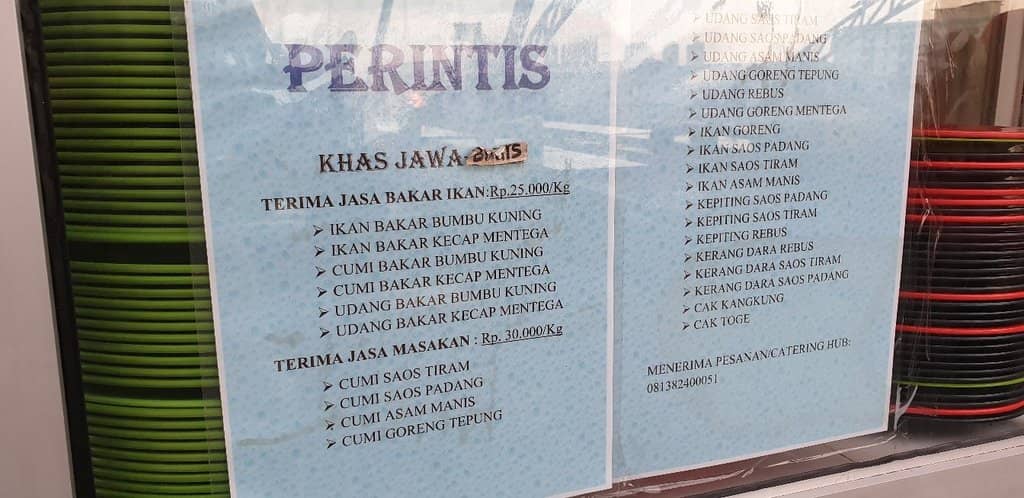 PERINTIS
KHAS JAWA-BUGIS
TERIMA JASA BAKAR IKAN:Rp.25.000/Kg
➢ IKAN BAKAR BUMBU KUNING
➢ IKAN BAKAR KECAP MENTEGA
➢ CUMI BAKAR BUMBU KUNING
➢ CUMI BAKAR KECAP MENTEGA
➢ UDANG BAKAR BUMBU KUNING
➢ UDANG BAKAR KECAP MENTEGA
TERIMA JASA MASAKAN : Rp. 30.000/Kg
➢ CUMI SAOS TIRAM
➢ CUMI SAOS PADANG
➢ CUMI ASAM MANIS
➢ CUMI GORENG TEPUNG
➢ UDANG SAOS TIRAM
➢ UDANG SAOS PADANG
➢ UDANG ASAM MANIS
➢ UDANG GORENG TEPUNG
➢ UDANG REBUS
➢ UDANG GORENG MENTEGA
➢ IKAN GORENG
➢ IKAN SAOS PADANG
➢ IKAN SAOS TIRAM
➢ IKAN ASAM MANIS
➢ KEPITING SAOS PADANG
➢ KEPITING SAOS TIRAM
➢ KEPITING REBUS
➢ KERANG DARA REBUS
➢ KERANG DARA SAOS TIRAM
➢ KERANG DARA SAOS PADANG
➢ CAK KANGKUNG
➢ CAK TOGE
MENERIMA PESANAN/CATERING HUB:
081382400051